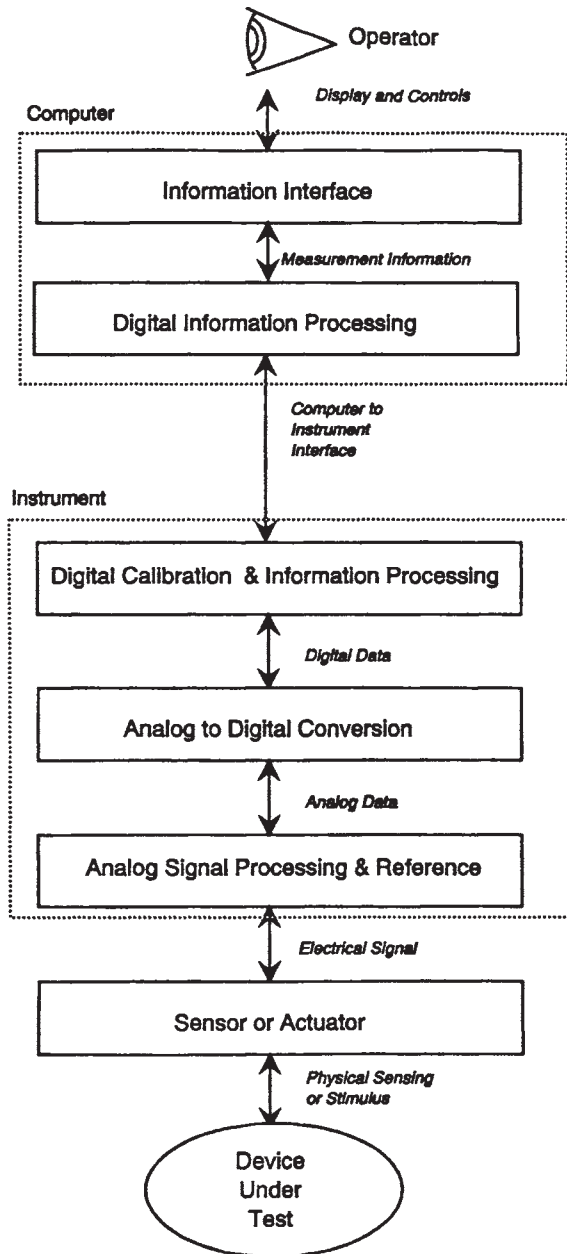 Operator
Display and Controls
Computer
Information Interface
Measurement Information
Digital Information Processing
Computer to
Instrument
Interface
Instrument
Digital Calibration & Information Processing
Digital Data
Analog to Digital Conversion
Analog Data
Analog Signal Processing & Reference
Electrical Signal
Sensor or Actuator
Physical Sensing
or Stimulus
Device
Under
Test